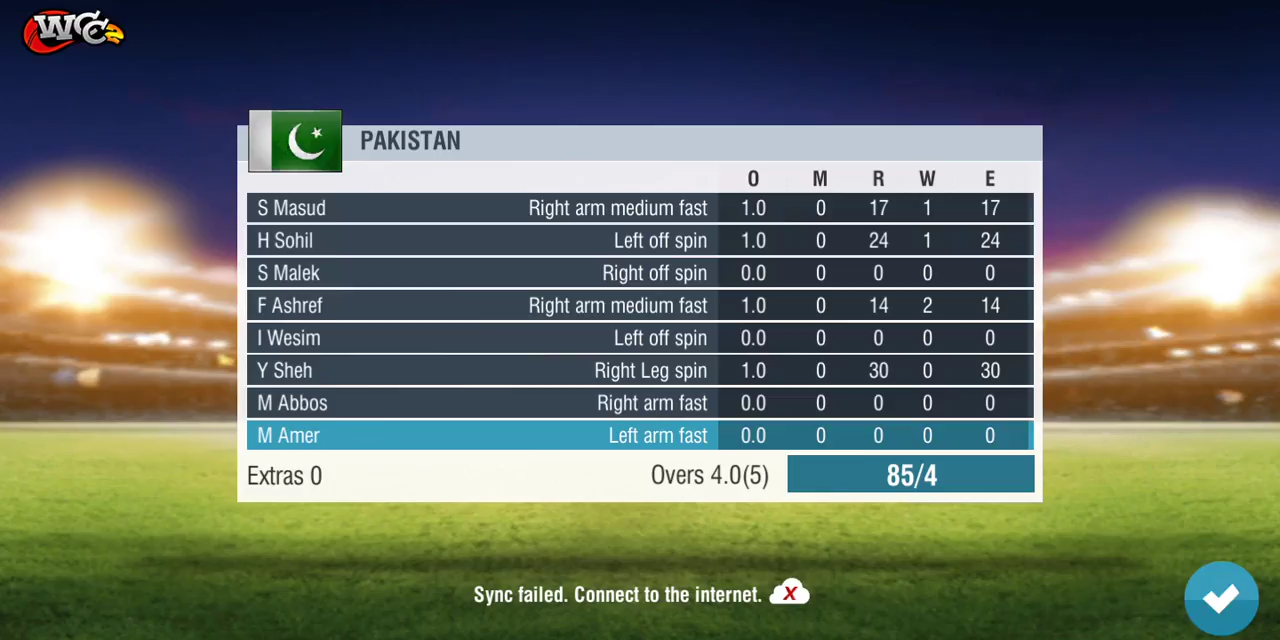 WCC
PAKISTAN
O M R W E
S Masud Right arm medium fast 1.0 0 17 1 17
H Sohil Left off spin 1.0 0 24 1 24
S Malek Right off spin 0.0 0 0 0 0
F Ashref Right arm medium fast 1.0 0 14 2 14
I Wesim Left off spin 0.0 0 0 0 0
Y Sheh Right Leg spin 1.0 0 30 0 30
M Abbos Right arm fast 0.0 0 0 0 0
M Amer Left arm fast 0.0 0 0 0 0
Extras 0 Overs 4.0(5) 85/4
Sync failed. Connect to the internet. X